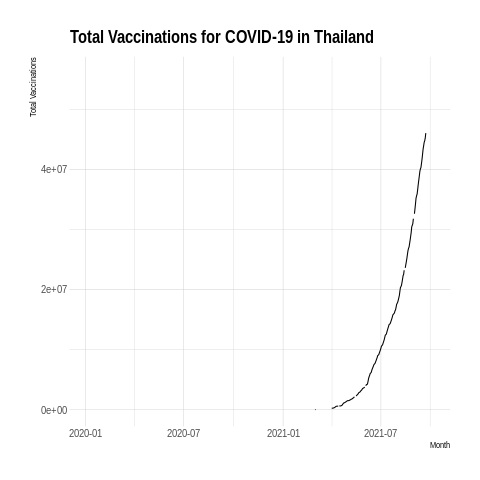 Total Vaccinations for COVID-19 in Thailand
Total Vaccinations
4e+07
2e+07
0e+00
2020-01 2020-07 2021-01 2021-07
Month